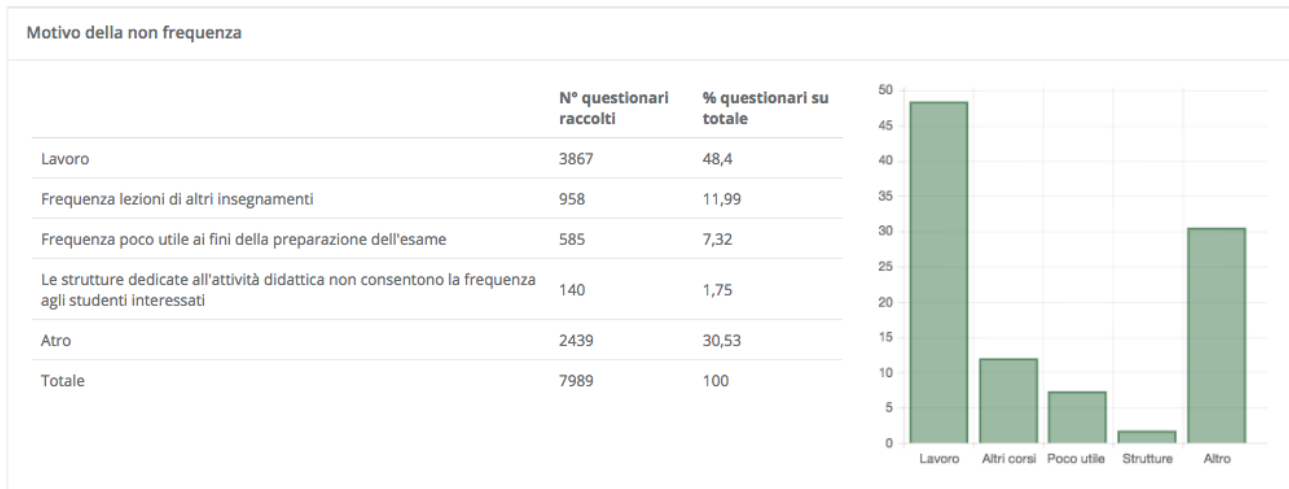 Motivo della non frequenza
N° questionari raccolti % questionari su totale
Lavoro 3867 48,4
Frequenza lezioni di altri insegnamenti 958 11,99
Frequenza poco utile ai fini della preparazione dell'esame 585 7,32
Le strutture dedicate all'attività didattica non consentono la frequenza
agli studenti interessati 140 1,75
Atro 2439 30,53
Totale 7989 100
50
45
40
35
30
25
20
15
10
5
0
Lavoro Altri corsi Poco utile Strutture Altro